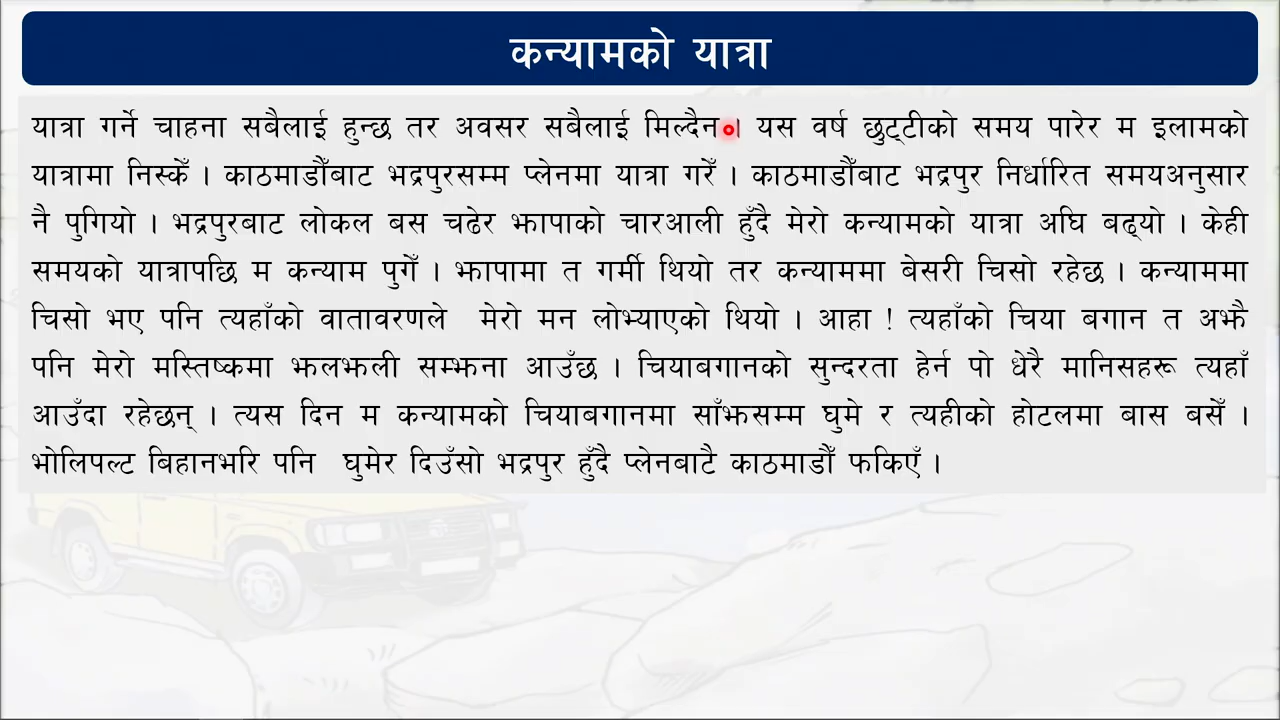 कन्यामको यात्रा
यात्रा गर्ने चाहना सबैलाई हुन्छ तर अवसर सबैलाई मिल्दैन । यस वर्ष छुट्टीको समय पारेर म इलामको
यात्रामा निस्केँ । काठमाडौँबाट भद्रपुरसम्म प्लेनमा यात्रा गरेँ । काठमाडौँबाट भद्रपुर निर्धारित समयअनुसार
नै पुगियो । भद्रपुरबाट लोकल बस चढेर झापाको चारआली हुँदै मेरो कन्यामको यात्रा अघि बढ्यो । केही
समयको यात्रापछि म कन्याम पुगेँ । झापामा त गर्मी थियो तर कन्याममा बेसरी चिसो रहेछ । कन्याममा
चिसो भए पनि त्यहाँको वातावरणले मेरो मन लोभ्याएको थियो । आहा ! त्यहाँको चिया बगान त अझै
पनि मेरो मस्तिष्कमा झलझली सम्झना आउँछ । चियाबगानको सुन्दरता हेर्न पो धेरै मानिसहरू त्यहाँ
आउँदा रहेछन् । त्यस दिन म कन्यामको चियाबगानमा साँझसम्म घुमे र त्यहीको होटलमा बास बसेँ ।
भोलिपल्ट बिहानभरि पनि घुमेर दिउँसो भद्रपुर हुँदै प्लेनबाटै काठमाडौँ फकिएँ ।